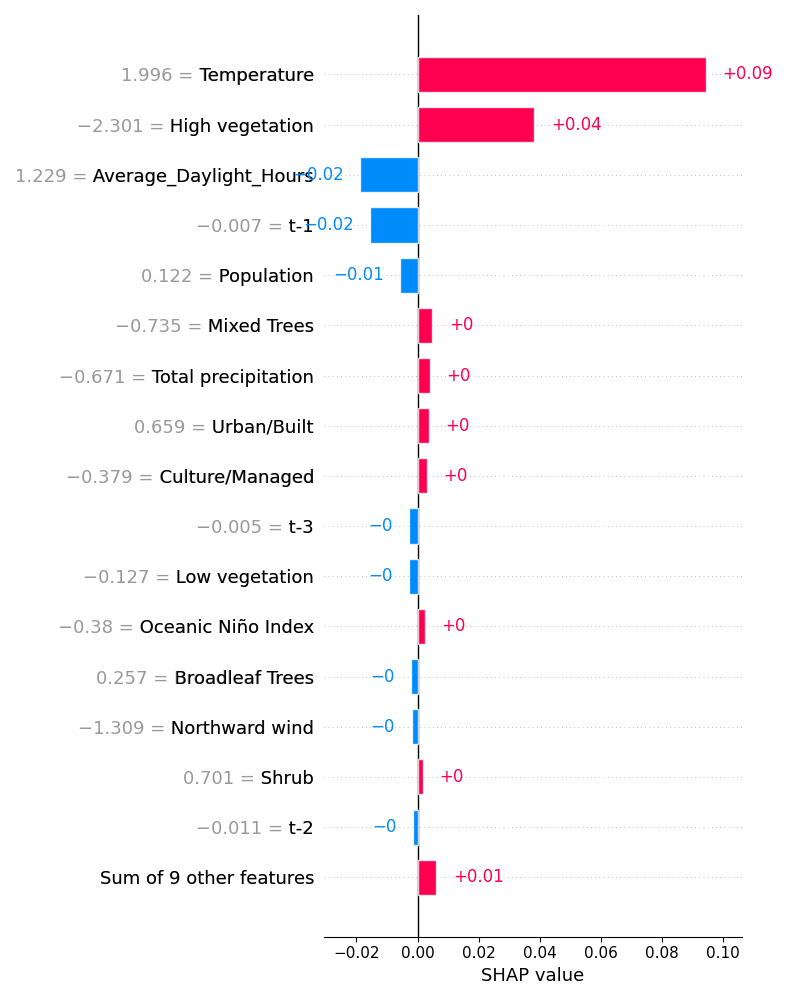 1.996 = Temperature +0.09
−2.301 = High vegetation +0.04
1.229 = Average_Daylight_Hours −0.02
−0.007 = t-1 −0.02
0.122 = Population −0.01
−0.735 = Mixed Trees +0
−0.671 = Total precipitation +0
0.659 = Urban/Built +0
−0.379 = Culture/Managed +0
−0.005 = t-3 −0
−0.127 = Low vegetation −0
−0.38 = Oceanic Niño Index +0
0.257 = Broadleaf Trees −0
−1.309 = Northward wind −0
0.701 = Shrub +0
−0.011 = t-2 −0
Sum of 9 other features +0.01
−0.02 0.00 0.02 0.04 0.06 0.08 0.10
SHAP value